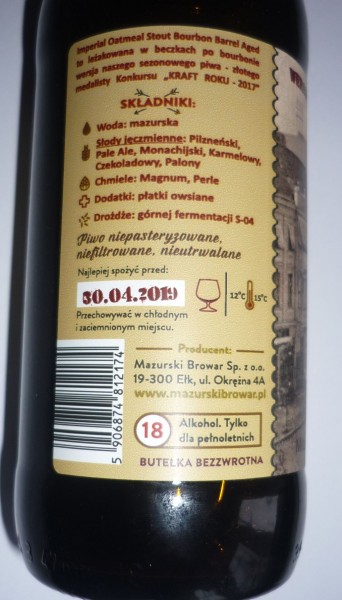 Imperial Oatmeal Stout Bourbon Barrel Aged
to leżakowana w beczkach po bourbonie
wersja naszego sezonowego piwa - złotego
medalisty Konkursu „KRAFT ROKU - 2017”
SKŁADNIKI:
Woda: mazurska
Słody jęczmienne: Pilzneński,
Pale Ale, Monachijski, Karmelowy,
Czekoladowy, Palony
Chmiele: Magnum, Perle
Dodatki: płatki owsiane
Drożdże: górnej fermentacji S-04
Piwo niepasteryzowane,
niefiltrowane, nieutrwalane
Najlepiej spożyć przed:
30.04.2019
12°C
15°C
Przechowywać w chłodnym
i zaciemnionym miejscu.
Producent:
Mazurski Browar Sp. z o.o.
19-300 Ełk, ul. Okrężna 4A
www.mazurskibrowar.pl
18
Alkohol. Tylko
dla pełnoletnich
BUTELKA BEZZWROTNA
5 906874 812174